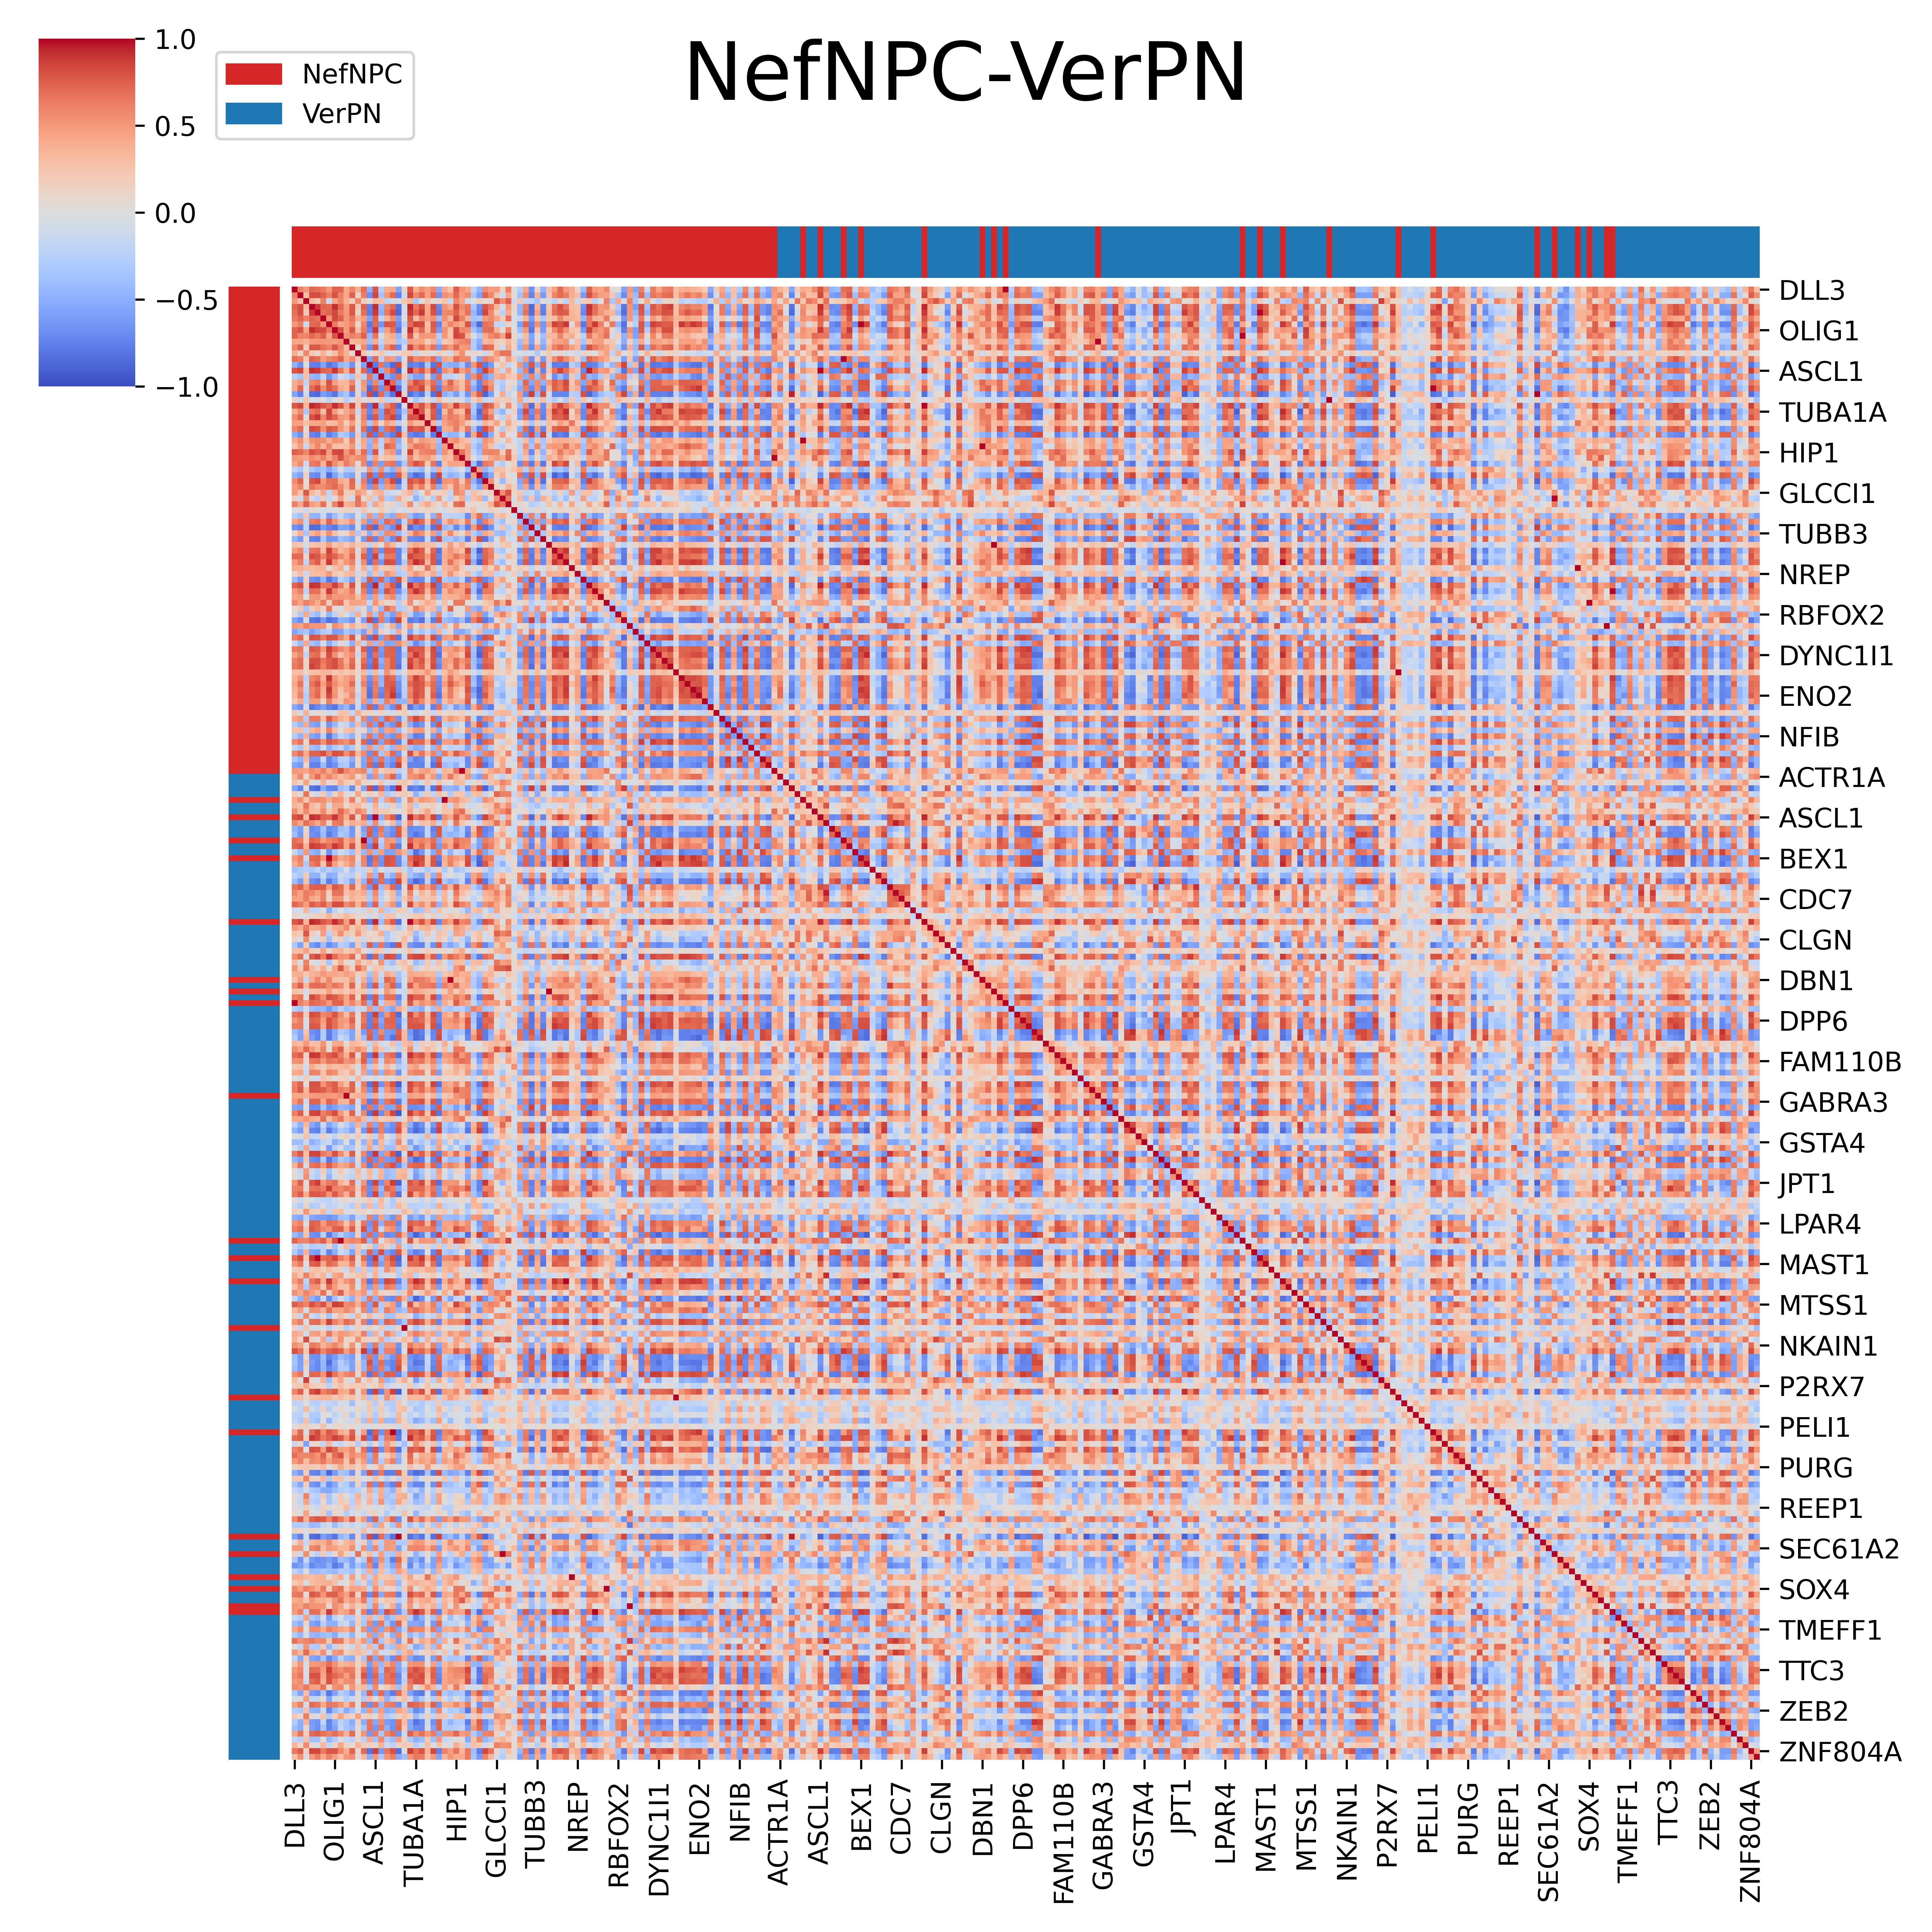 NefNPC-VerPN
1.0
0.5
0.0
−0.5
−1.0
NefNPC
VerPN
DLL3
OLIG1
ASCL1
TUBA1A
HIP1
GLCCI1
TUBB3
NREP
RBFOX2
DYNC1I1
ENO2
NFIB
ACTR1A
ASCL1
BEX1
CDC7
CLGN
DBN1
DPP6
FAM110B
GABRA3
GSTA4
JPT1
LPAR4
MAST1
MTSS1
NKAIN1
P2RX7
PELI1
PURG
REEP1
SEC61A2
SOX4
TMEFF1
TTC3
ZEB2
ZNF804A
DLL3
OLIG1
ASCL1
TUBA1A
HIP1
GLCCI1
TUBB3
NREP
RBFOX2
DYNC1I1
ENO2
NFIB
ACTR1A
ASCL1
BEX1
CDC7
CLGN
DBN1
DPP6
FAM110B
GABRA3
GSTA4
JPT1
LPAR4
MAST1
MTSS1
NKAIN1
P2RX7
PELI1
PURG
REEP1
SEC61A2
SOX4
TMEFF1
TTC3
ZEB2
ZNF804A